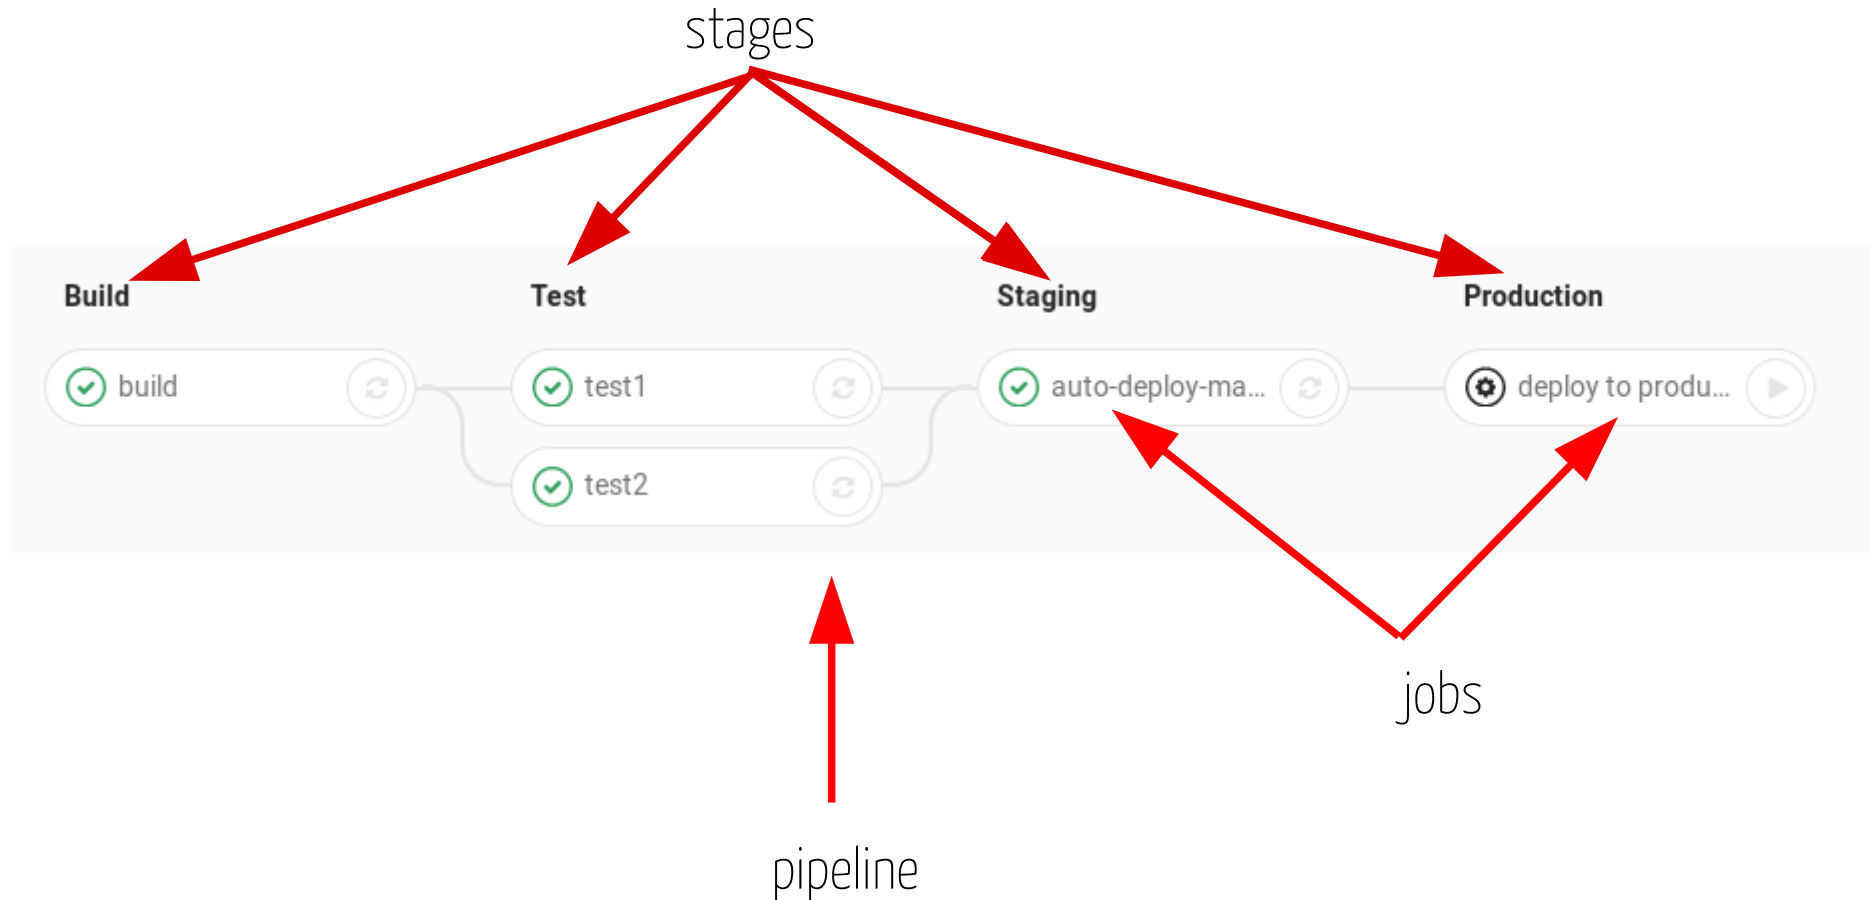 stages
Build
Test
Staging
Production
build
test1
auto-deploy-ma...
deploy to produ...
test2
jobs
pipeline